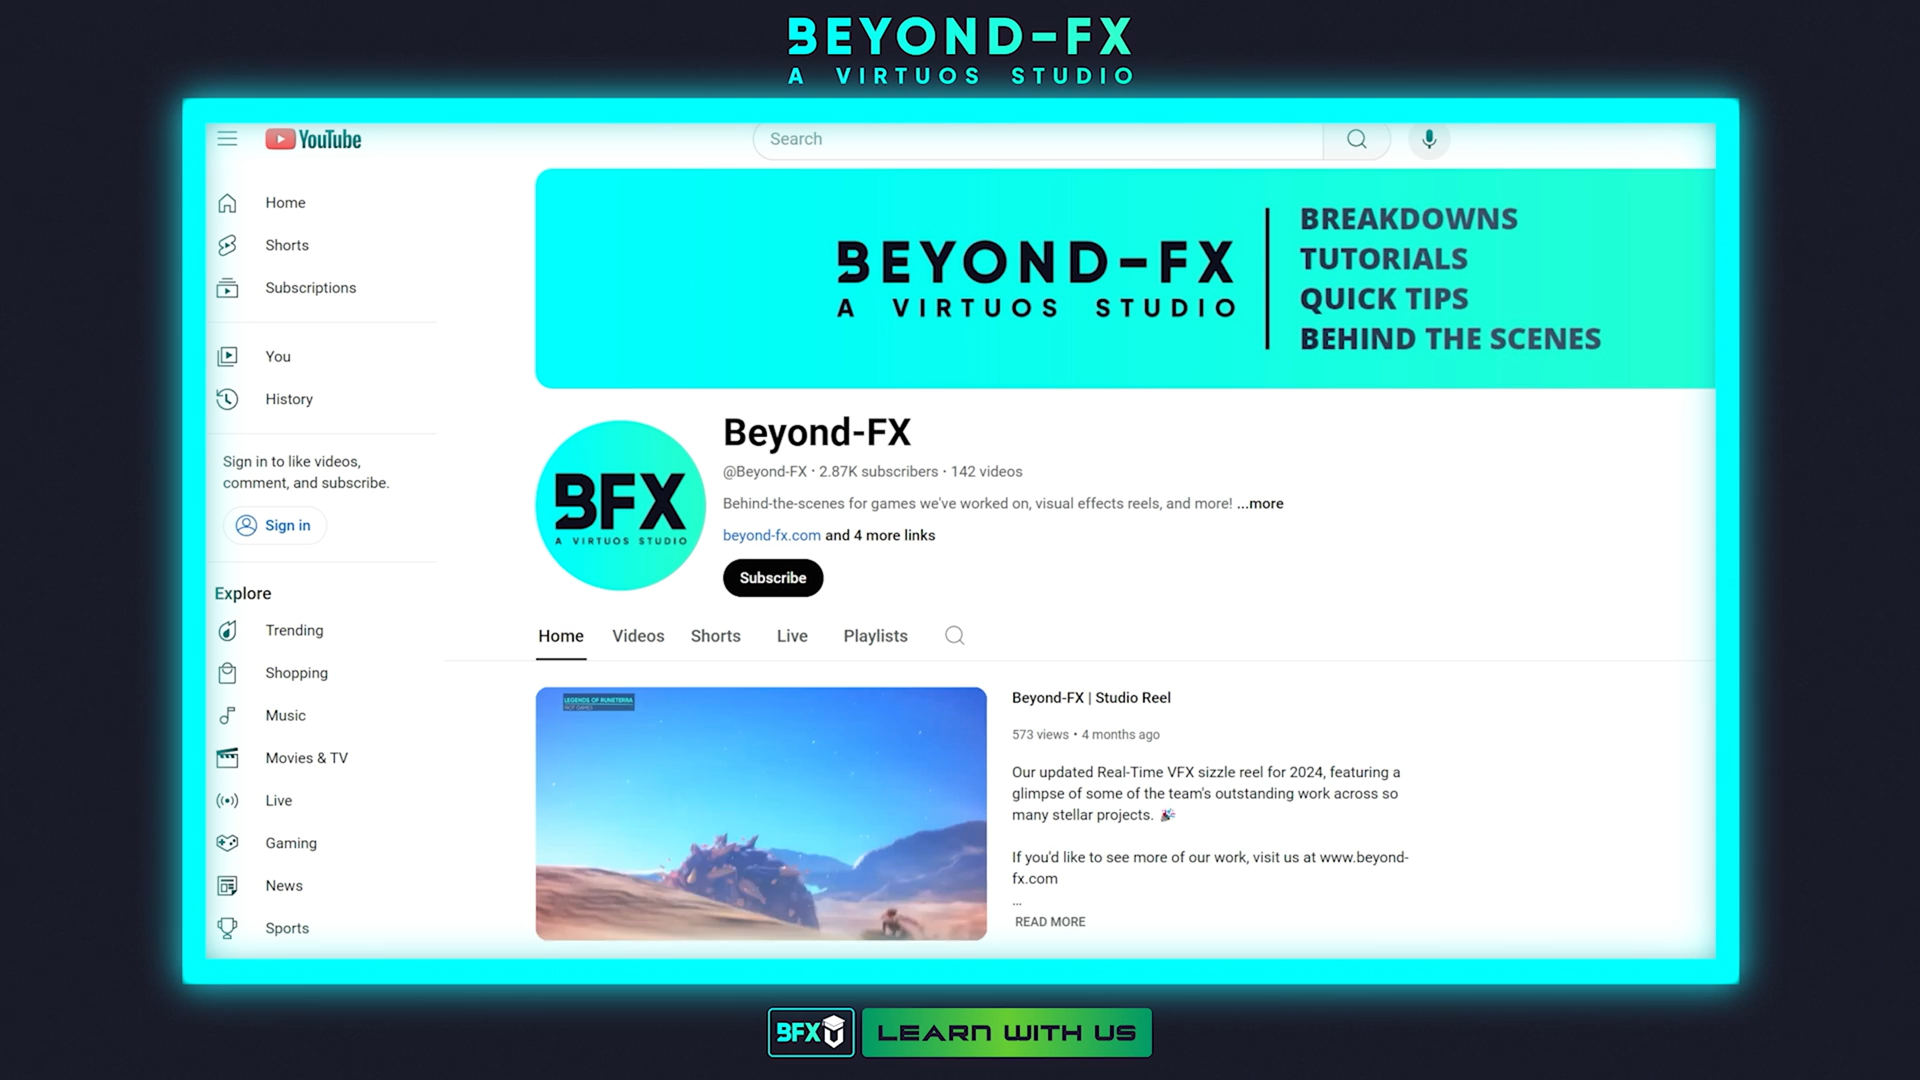 BEYOND-FX
A VIRTUOS STUDIO
YouTube
Search
Home
Shorts
Subscriptions
You
History
Sign in to like videos,
comment, and subscribe.
Sign in
Explore
Trending
Shopping
Music
Movies & TV
Live
Gaming
News
Sports
BEYOND-FX
A VIRTUOS STUDIO
BREAKDOWNS
TUTORIALS
QUICK TIPS
BEHIND THE SCENES
BFX
A VIRTUOS STUDIO
Beyond-FX
@Beyond-FX · 2.87K subscribers · 142 videos
Behind-the-scenes for games we've worked on, visual effects reels, and more! ...more
beyond-fx.com and 4 more links
Subscribe
Home Videos Shorts Live Playlists
LEGENDS OF RUNETERRA
RIOT GAMES
Beyond-FX | Studio Reel
573 views • 4 months ago
Our updated Real-Time VFX sizzle reel for 2024, featuring a
glimpse of some of the team's outstanding work across so
many stellar projects. 🎉
If you'd like to see more of our work, visit us at www.beyond-
fx.com
...
READ MORE
BFXU LEARN WITH US